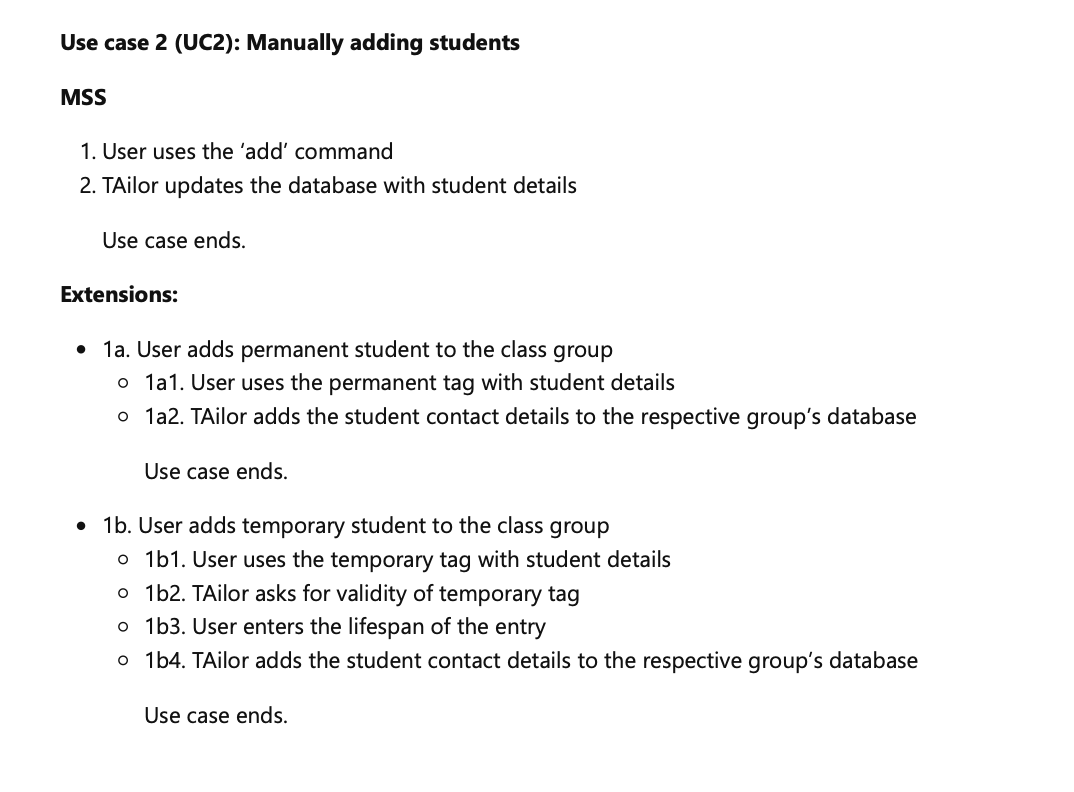 Use case 2 (UC2): Manually adding students
MSS
1. User uses the ‘add’ command
2. TAilor updates the database with student details
Use case ends.
Extensions:
• 1a. User adds permanent student to the class group
○ 1a1. User uses the permanent tag with student details
○ 1a2. TAilor adds the student contact details to the respective group’s database
Use case ends.
• 1b. User adds temporary student to the class group
○ 1b1. User uses the temporary tag with student details
○ 1b2. TAilor asks for validity of temporary tag
○ 1b3. User enters the lifespan of the entry
○ 1b4. TAilor adds the student contact details to the respective group’s database
Use case ends.